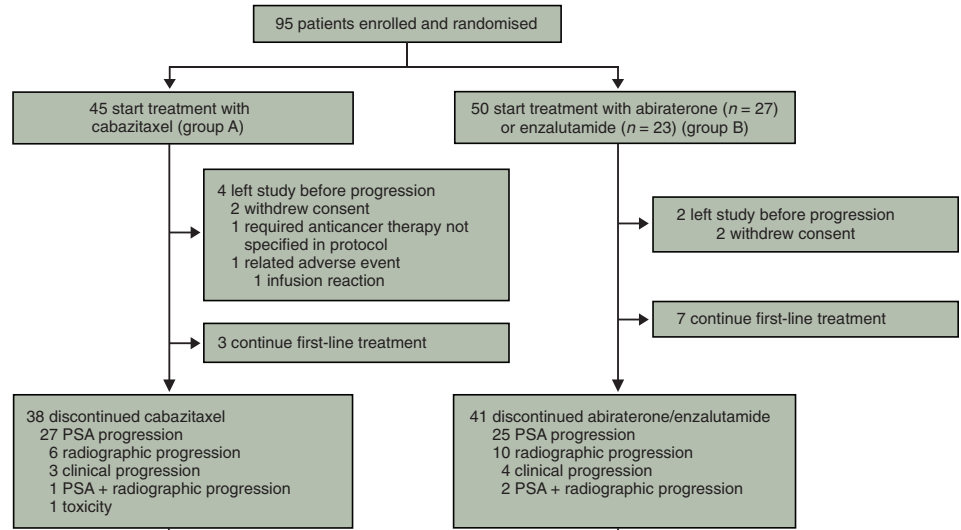 95 patients enrolled and randomised
45 start treatment with
cabazitaxel (group A)
50 start treatment with abiraterone (n = 27)
or enzalutamide (n = 23) (group B)
4 left study before progression
2 withdrew consent
1 required anticancer therapy not
specified in protocol
1 related adverse event
1 infusion reaction
2 left study before progression
2 withdrew consent
3 continue first-line treatment
7 continue first-line treatment
38 discontinued cabazitaxel
27 PSA progression
6 radiographic progression
3 clinical progression
1 PSA + radiographic progression
1 toxicity
41 discontinued abiraterone/enzalutamide
25 PSA progression
10 radiographic progression
4 clinical progression
2 PSA + radiographic progression